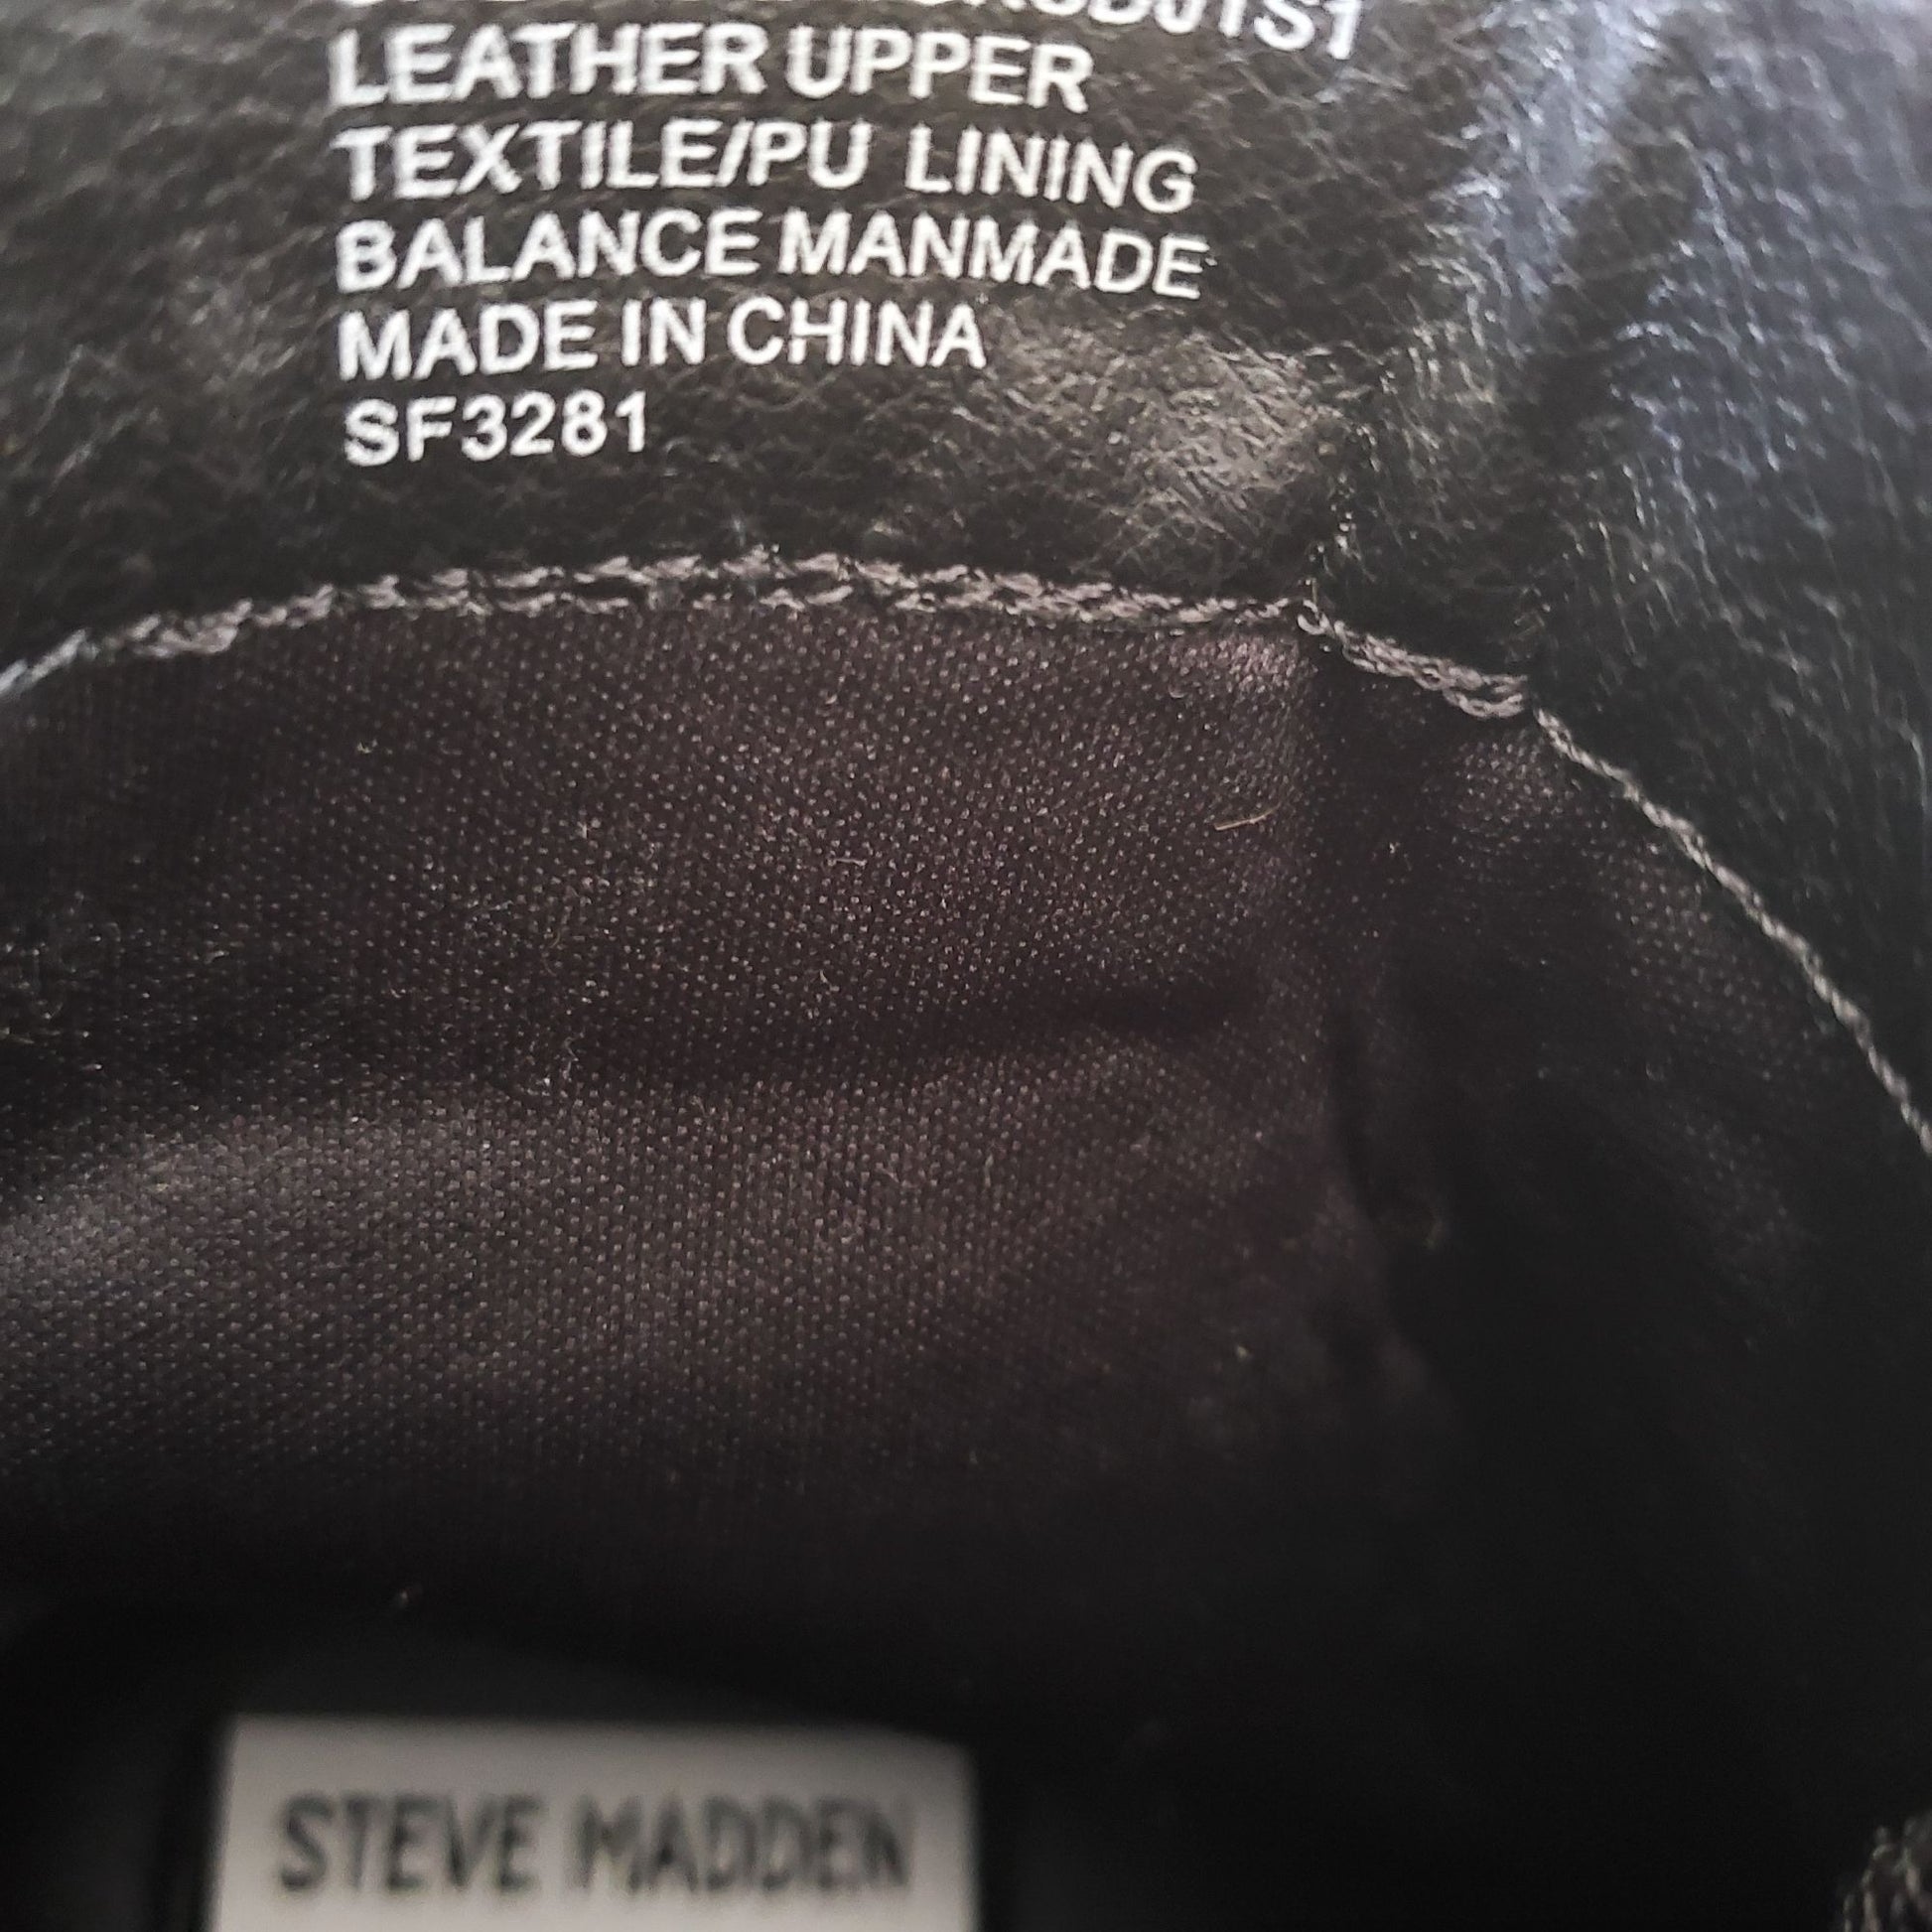 LEATHER UPPER
TEXTILE/PU LINING
BALANCE MANMADE
MADE IN CHINA
SF3281
STEVE MADDEN